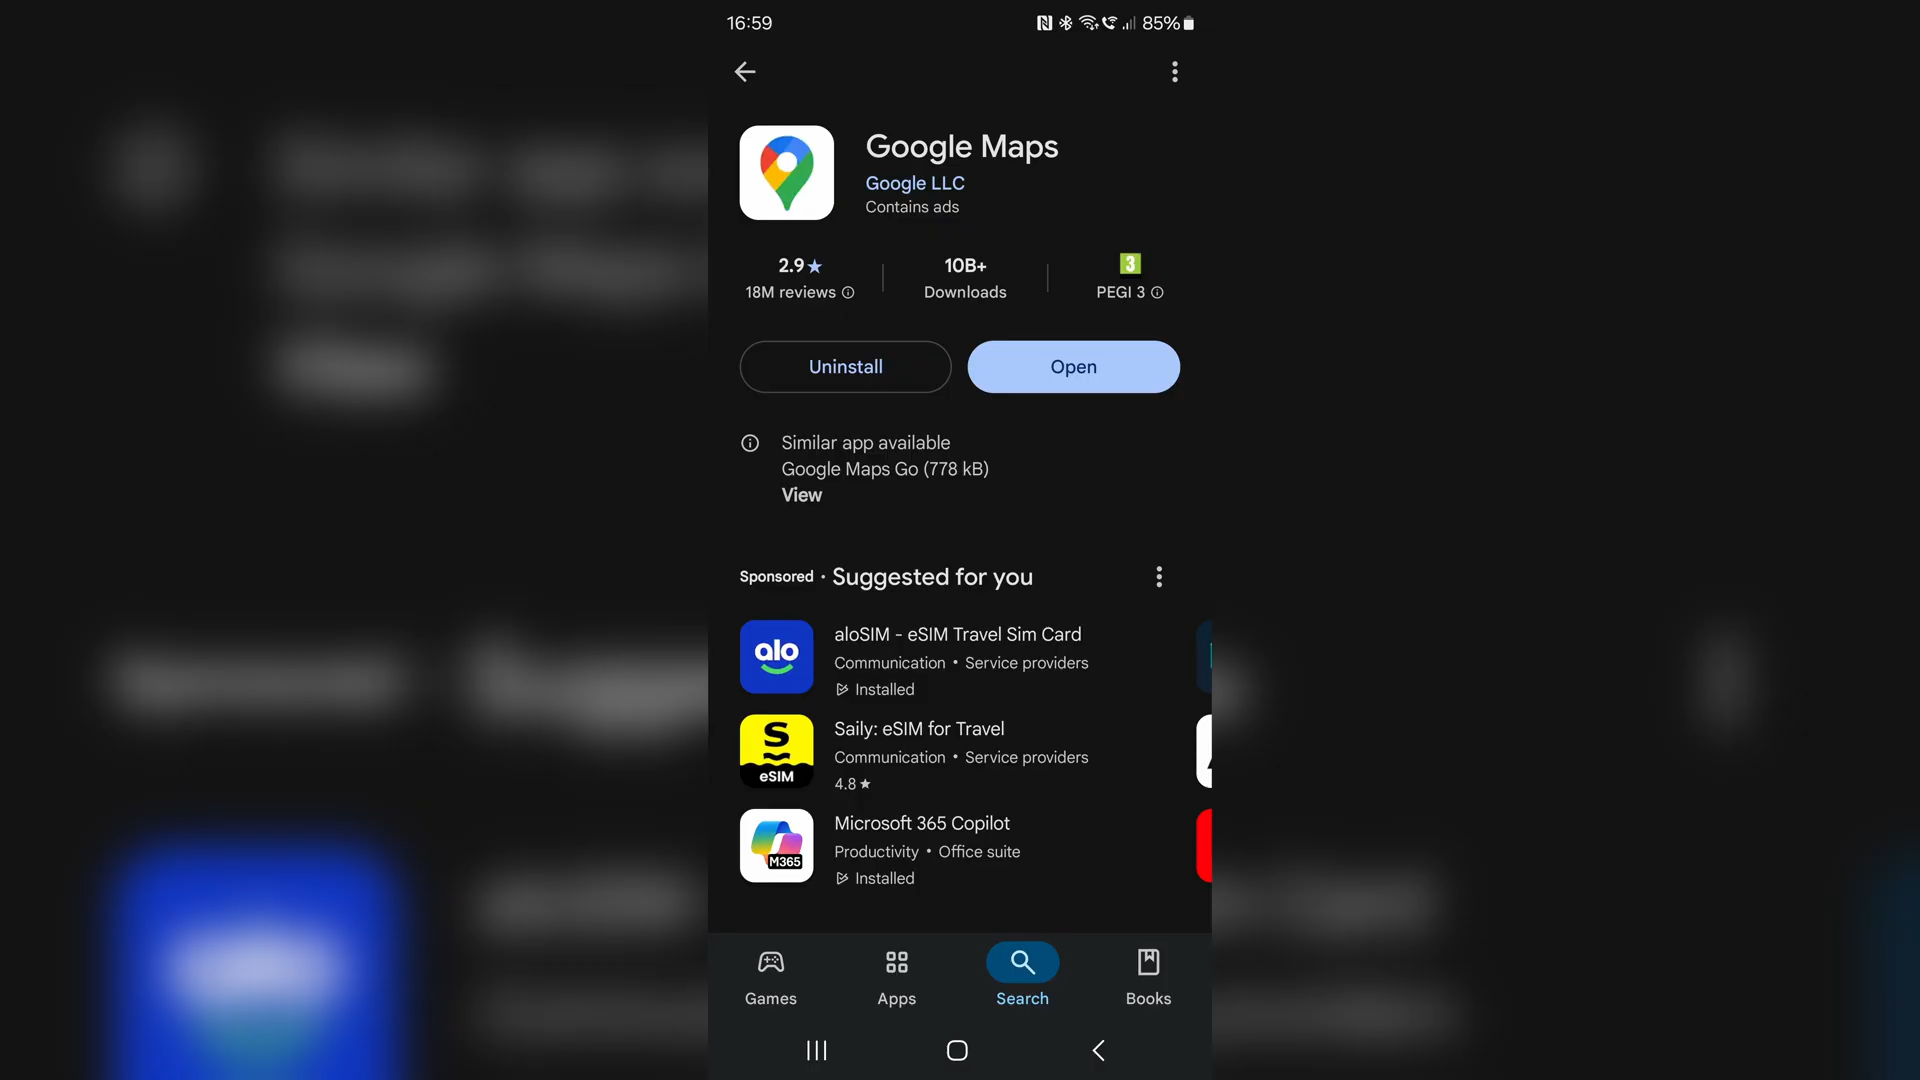 16:59
85%
Google Maps
Google LLC
Contains ads
2.9★ 10B+ 3
18M reviews Downloads PEGI 3
Uninstall Open
Similar app available
Google Maps Go (778 kB)
View
Sponsored · Suggested for you
alo
aloSIM - eSIM Travel Sim Card
Communication • Service providers
Installed
S
eSIM
Saily: eSIM for Travel
Communication • Service providers
4.8★
M365
Microsoft 365 Copilot
Productivity • Office suite
Installed
Games Apps Search Books